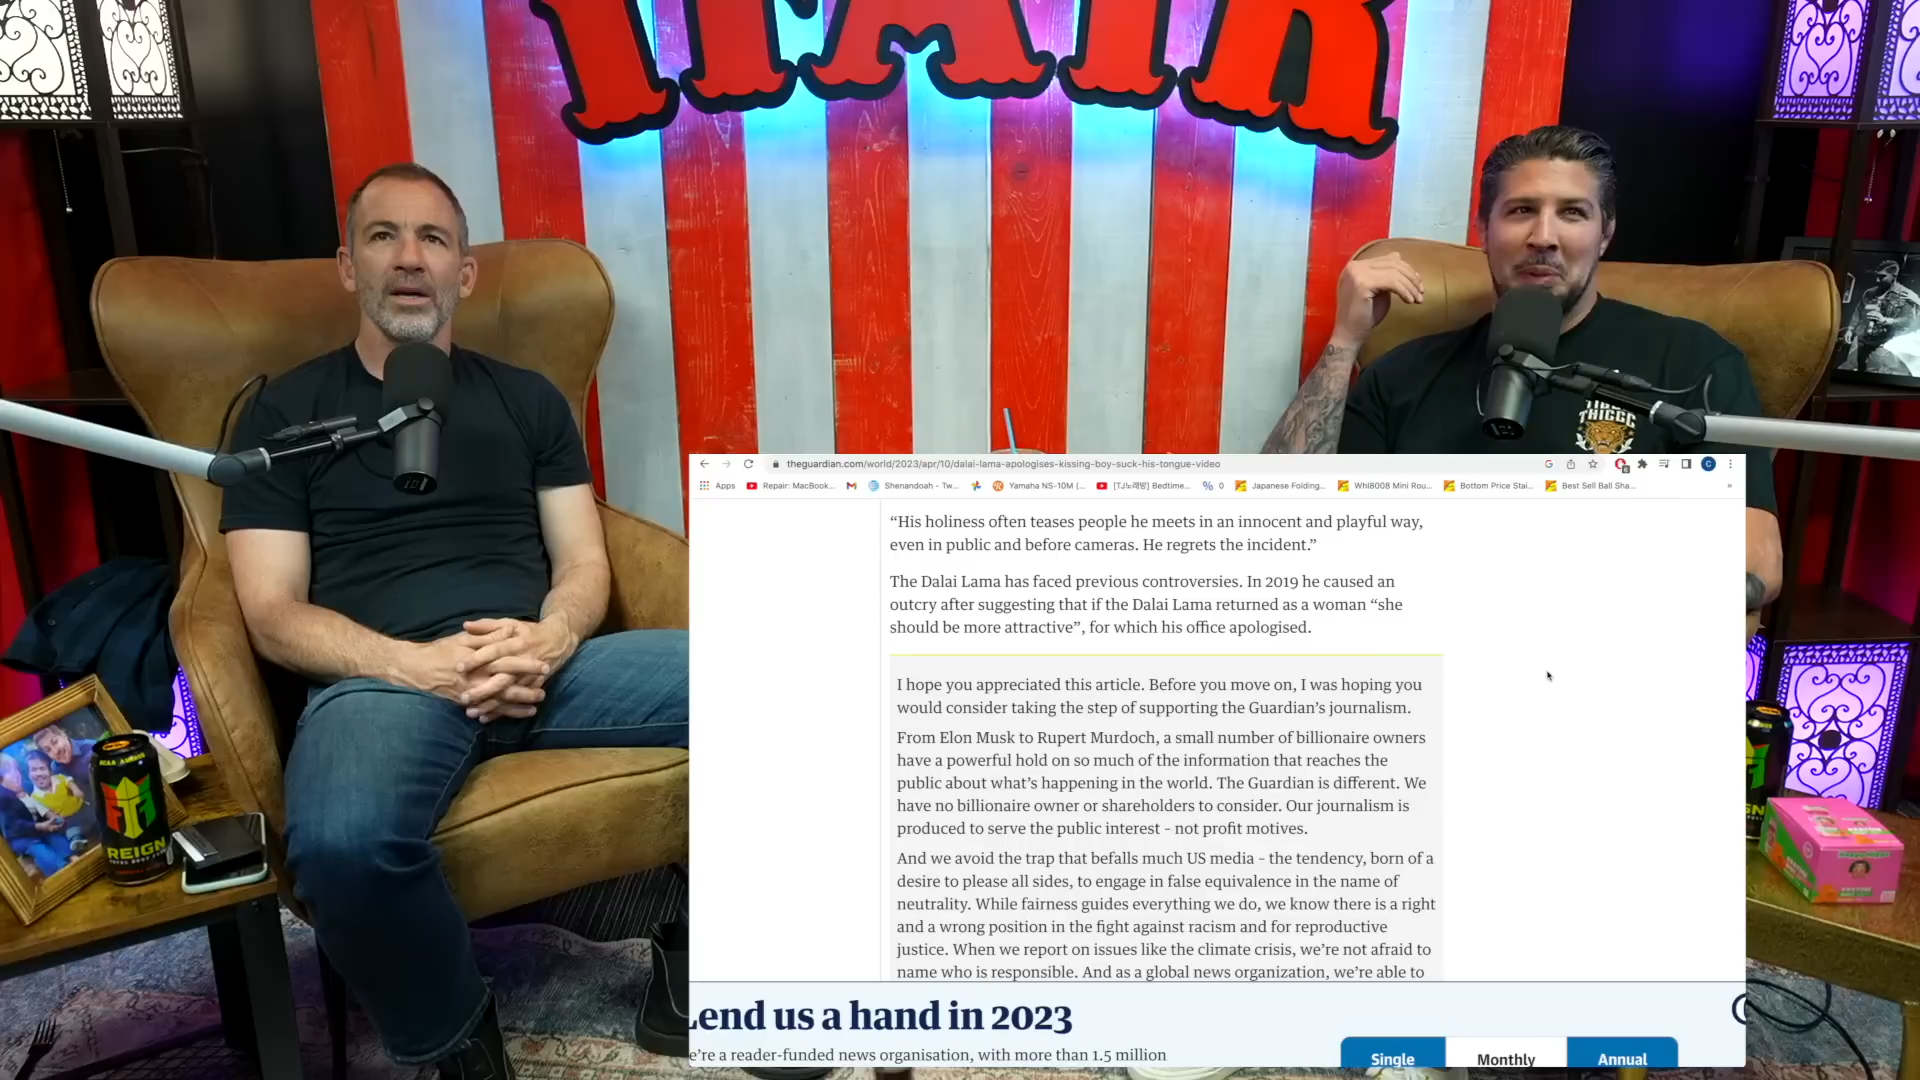 FAIR
THICCC
theguardian.com/world/2023/apr/10/dalai-lama-apologises-kissing-boy-suck-his-tongue-video
Apps Repair: MacBook... Shenandoah - Tw... Yamaha NS-10M (... [TJ노래방] Bedtime... 0 Japanese Folding... Whl8008 Mini Rou... Bottom Price Stai... Best Sell Ball Sha... »
“His holiness often teases people he meets in an innocent and playful way,
even in public and before cameras. He regrets the incident.”
The Dalai Lama has faced previous controversies. In 2019 he caused an
outcry after suggesting that if the Dalai Lama returned as a woman “she
should be more attractive”, for which his office apologised.
I hope you appreciated this article. Before you move on, I was hoping you
would consider taking the step of supporting the Guardian’s journalism.
From Elon Musk to Rupert Murdoch, a small number of billionaire owners
have a powerful hold on so much of the information that reaches the
public about what’s happening in the world. The Guardian is different. We
have no billionaire owner or shareholders to consider. Our journalism is
produced to serve the public interest – not profit motives.
And we avoid the trap that befalls much US media – the tendency, born of a
desire to please all sides, to engage in false equivalence in the name of
neutrality. While fairness guides everything we do, we know there is a right
and a wrong position in the fight against racism and for reproductive
justice. When we report on issues like the climate crisis, we’re not afraid to
name who is responsible. And as a global news organization, we’re able to
Lend us a hand in 2023
e’re a reader-funded news organisation, with more than 1.5 million
Single Monthly Annual
REIGN